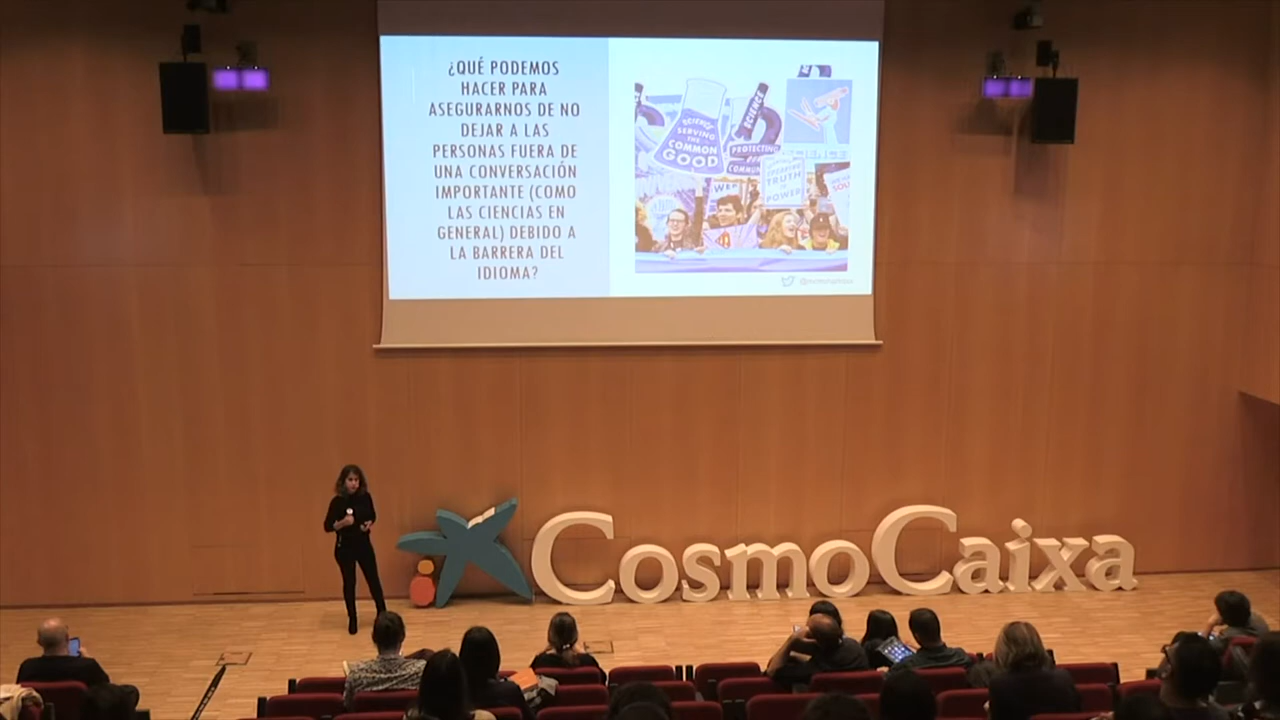 ¿QUÉ PODEMOS
HACER PARA
ASEGURARNOS DE NO
DEJAR A LAS
PERSONAS FUERA DE
UNA CONVERSACIÓN
IMPORTANTE (COMO
LAS CIENCIAS EN
GENERAL) DEBIDO A
LA BARRERA DEL
IDIOMA?
SCIENCE
SERVING
THE
COMMON
GOOD
SCIENCE
PROTECTING
TRUTH
POWER
CosmoCaixa